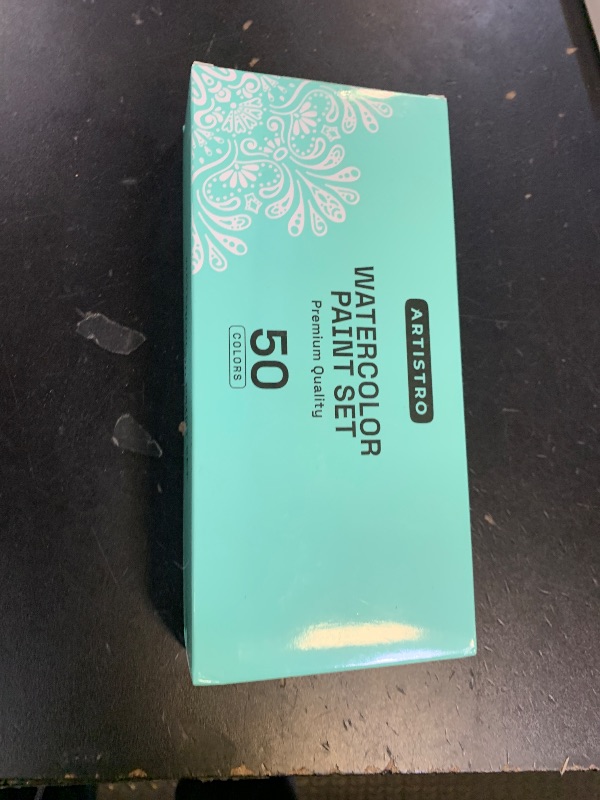 ARTISTRO
WATERCOLOR
PAINT SET
Premium Quality
50
COLORS